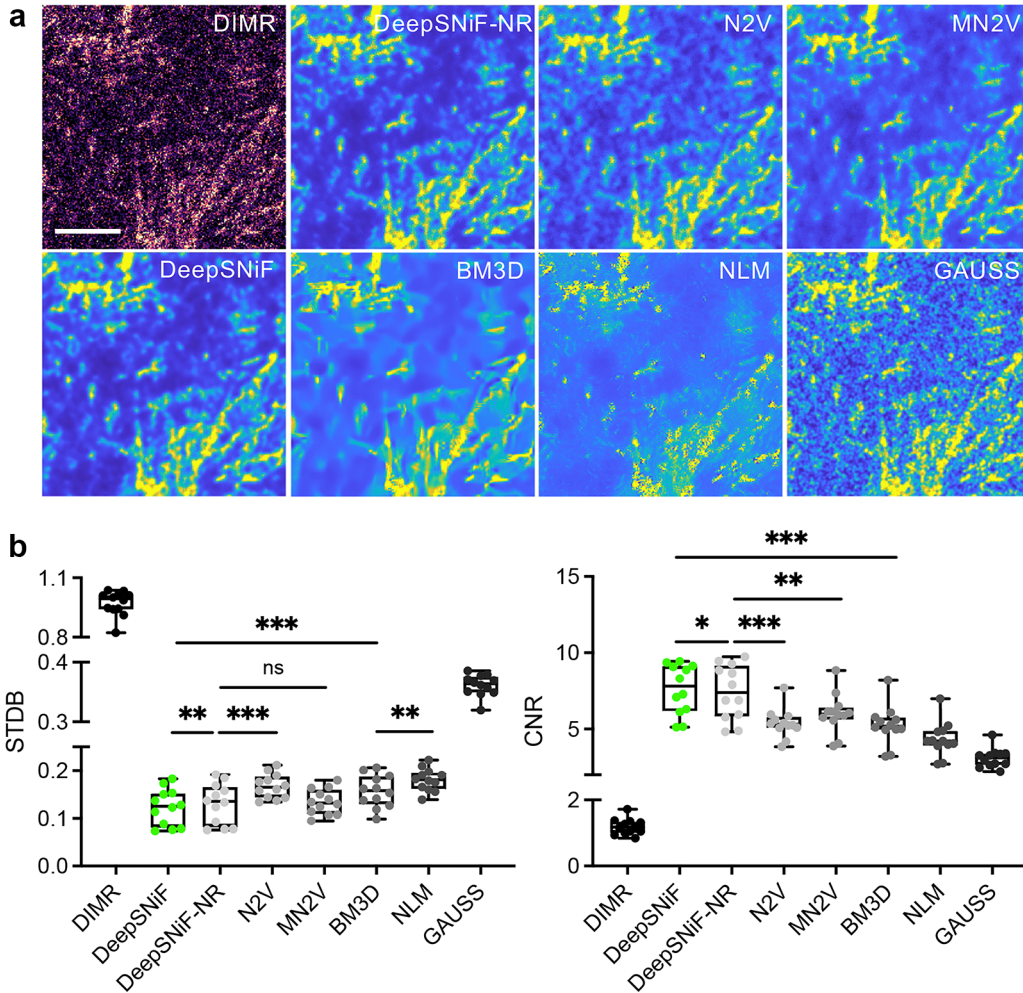 a
DIMR
DeepSNiF-NR
N2V
MN2V
DeepSNiF
BM3D
NLM
GAUSS
b
STDB
1.1
0.8
0.4
0.3
0.2
0.1
0.0
***
ns
** *** **
DIMR
DeepSNiF
DeepSNiF-NR
N2V
MN2V
BM3D
NLM
GAUSS
CNR
15
10
5
2
0
***
**
* ***
DIMR
DeepSNiF
DeepSNiF-NR
N2V
MN2V
BM3D
NLM
GAUSS